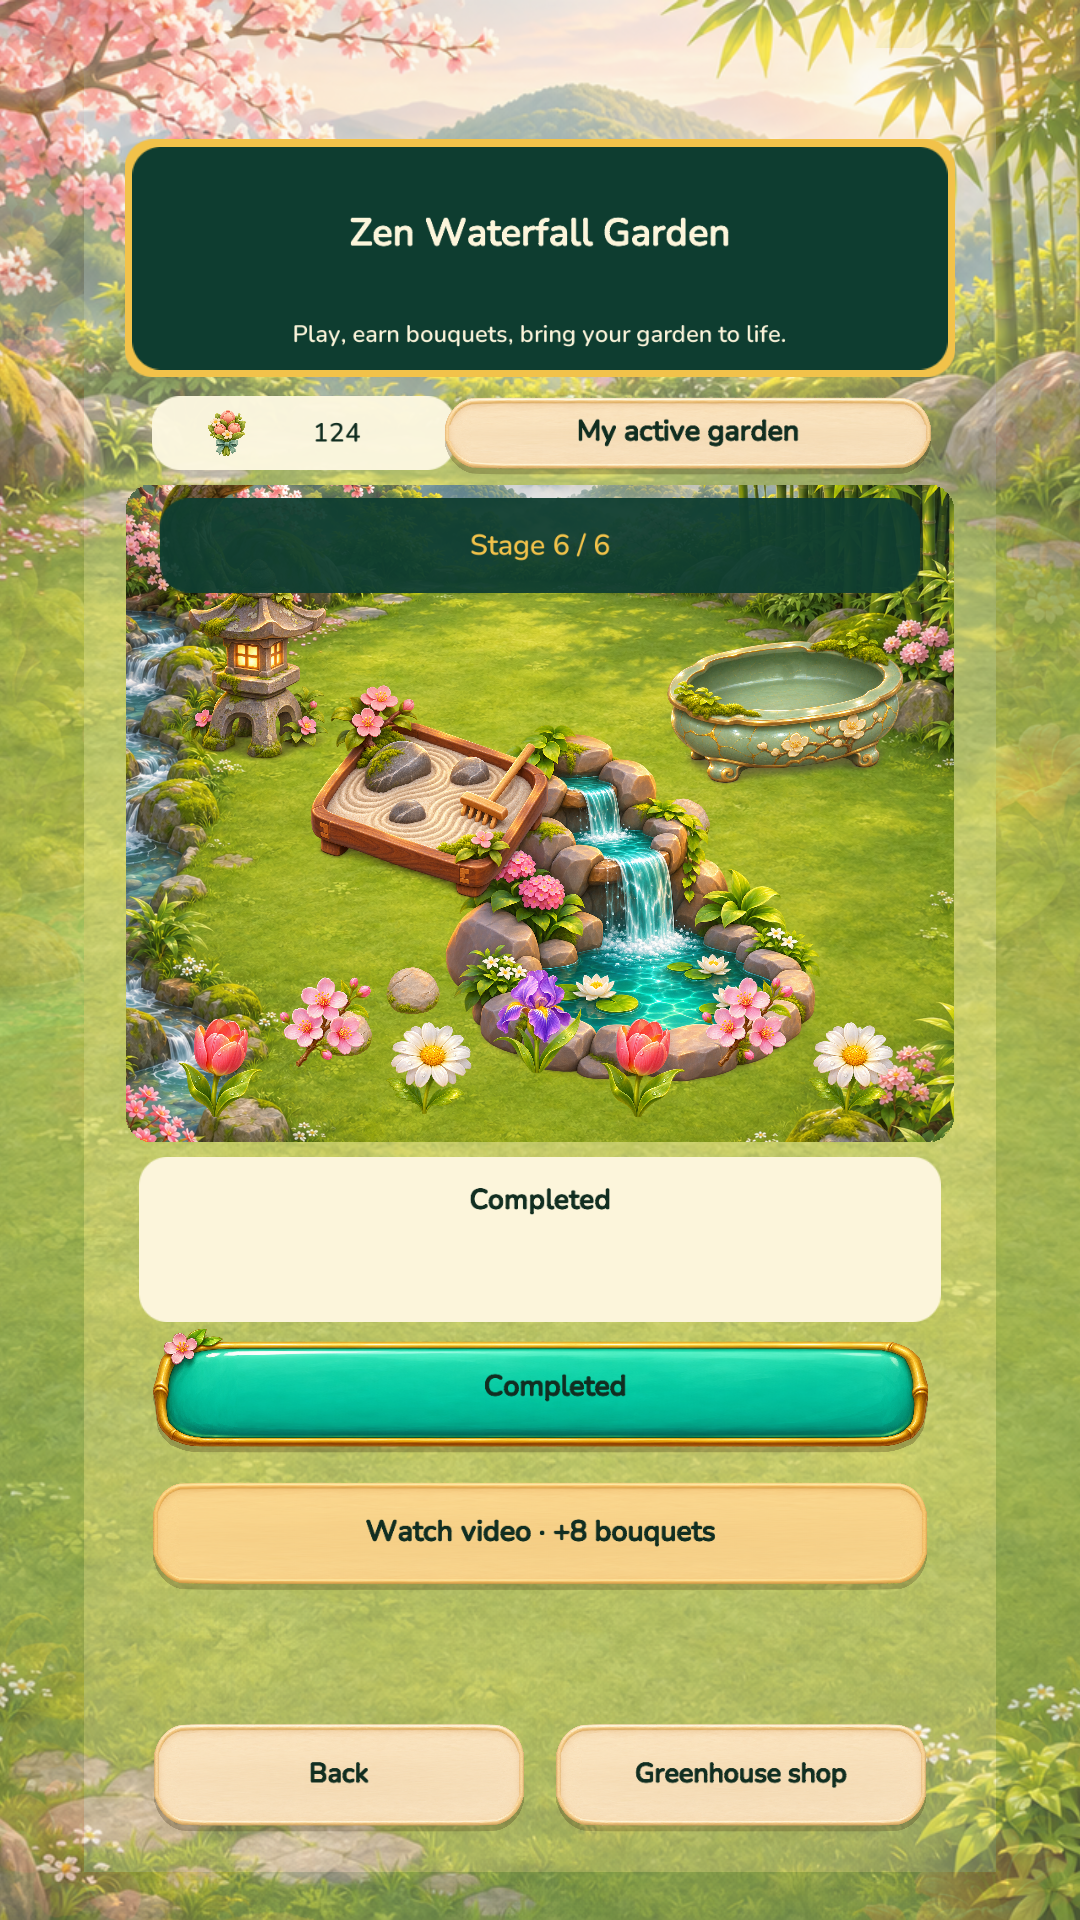 Zen Waterfall Garden
Play, earn bouquets, bring your garden to life.
124
My active garden
Stage 6 / 6
Completed
Completed
Watch video · +8 bouquets
Back
Greenhouse shop